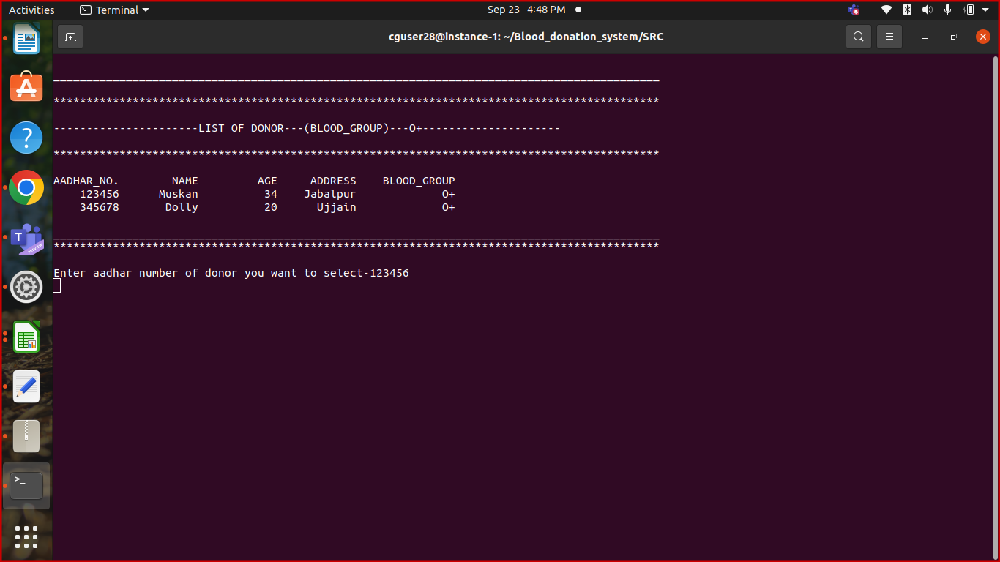 Activities Terminal Sep 23 4:48 PM
cguser28@instance-1: ~/Blood_donation_system/SRC
____________________________________________________________________________________________
********************************************************************************************
----------------------LIST OF DONOR---(BLOOD_GROUP)---O+---------------------
********************************************************************************************
AADHAR_NO. NAME AGE ADDRESS BLOOD_GROUP
123456 Muskan 34 Jabalpur O+
345678 Dolly 20 Ujjain O+
____________________________________________________________________________________________
********************************************************************************************
Enter aadhar number of donor you want to select-123456